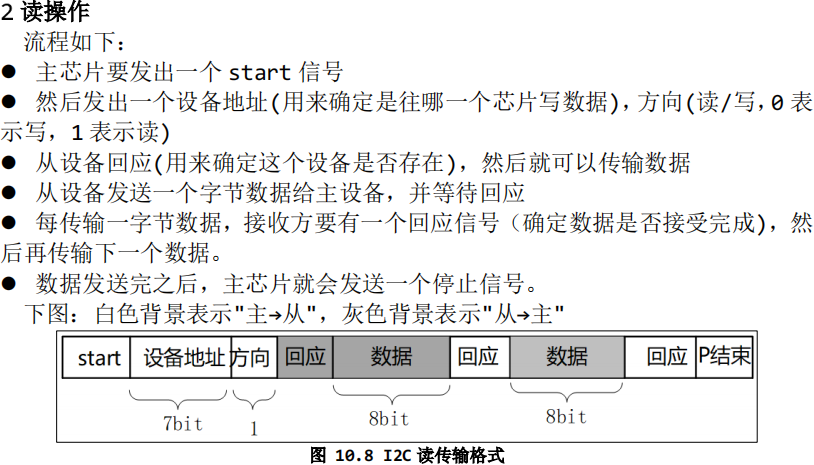 2 读操作
流程如下：
● 主芯片要发出一个 start 信号
● 然后发出一个设备地址(用来确定是往哪一个芯片写数据)，方向(读/写，0 表
示写，1 表示读)
● 从设备回应(用来确定这个设备是否存在)，然后就可以传输数据
● 从设备发送一个字节数据给主设备，并等待回应
● 每传输一字节数据，接收方要有一个回应信号（确定数据是否接受完成)，然
后再传输下一个数据。
● 数据发送完之后，主芯片就会发送一个停止信号。
下图：白色背景表示"主→从"，灰色背景表示"从→主"
start 设备地址 方向 回应 数据 回应 数据 回应 P结束
7bit 1 8bit 8bit
图 10.8 I2C 读传输格式